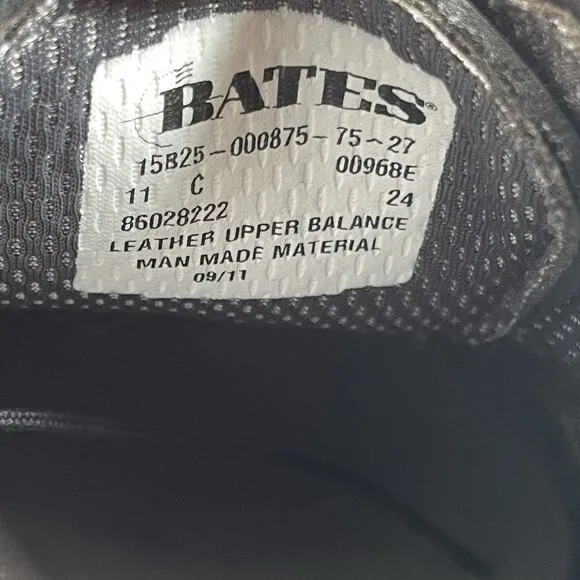 BATES®
15B25-000875-75-27
11 C 00968E
86028222 24
LEATHER UPPER BALANCE
MAN MADE MATERIAL
09/11